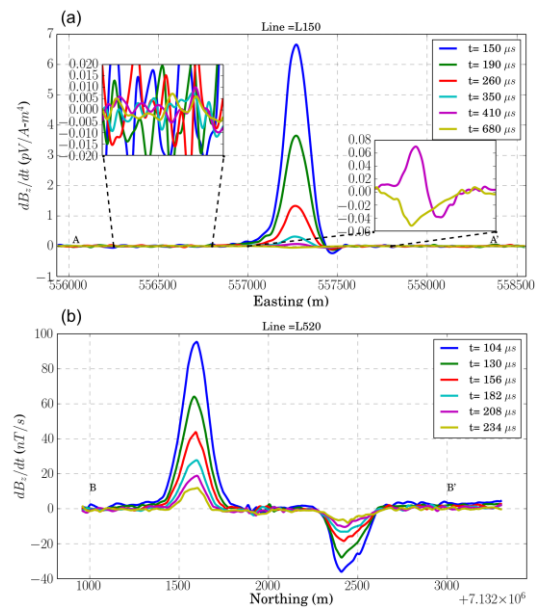 (a)
Line =L150
dBz/dt (pV/A-m⁴)
7
6
5
4
3
2
1
0
−1
0.020
0.015
0.010
0.005
0.000
−0.005
−0.010
−0.015
−0.020
t= 150 μs
t= 190 μs
t= 260 μs
t= 350 μs
t= 410 μs
t= 680 μs
0.08
0.06
0.04
0.02
0.00
−0.02
−0.04
−0.06
A
A'
556000 556500 557000 557500 558000 558500
Easting (m)
(b)
Line =L520
dBz/dt (nT/s)
100
80
60
40
20
0
−20
−40
t= 104 μs
t= 130 μs
t= 156 μs
t= 182 μs
t= 208 μs
t= 234 μs
B
B'
1000 1500 2000 2500 3000
Northing (m)
+7.132×10⁶